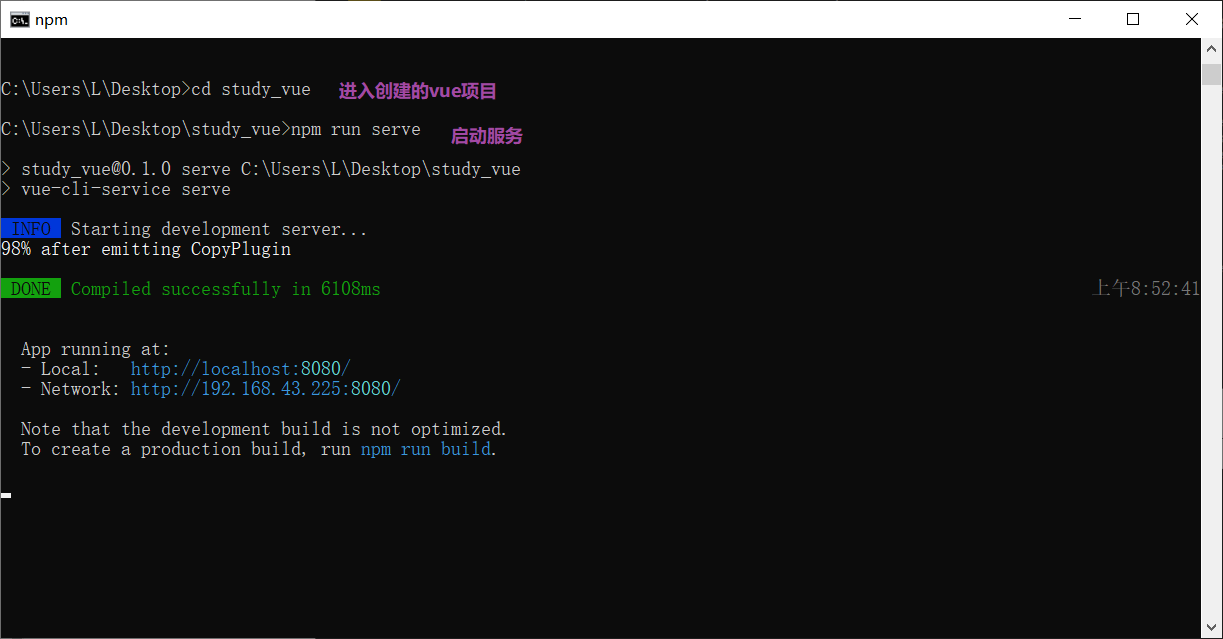 npm
C:\Users\L\Desktop>cd study_vue 进入创建的vue项目
C:\Users\L\Desktop\study_vue>npm run serve 启动服务
> study_vue@0.1.0 serve C:\Users\L\Desktop\study_vue
> vue-cli-service serve
INFO Starting development server...
98% after emitting CopyPlugin
DONE Compiled successfully in 6108ms 上午8:52:41
App running at:
- Local: http://localhost:8080/
- Network: http://192.168.43.225:8080/
Note that the development build is not optimized.
To create a production build, run npm run build.